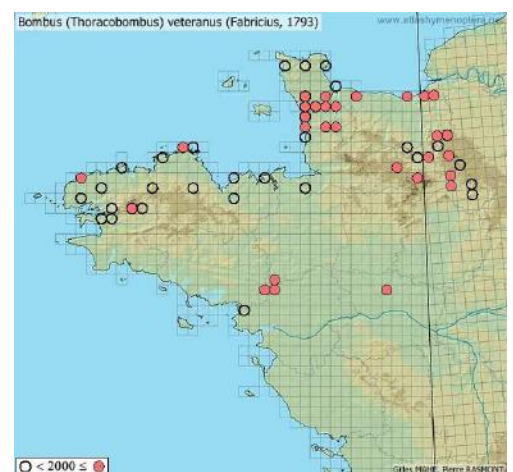 Bombus (Thoracobombus) veteranus (Fabricius, 1793)
www.atlashymenoptera.net
< 2000 ≤
Gilles MAHE, Pierre RASMONT